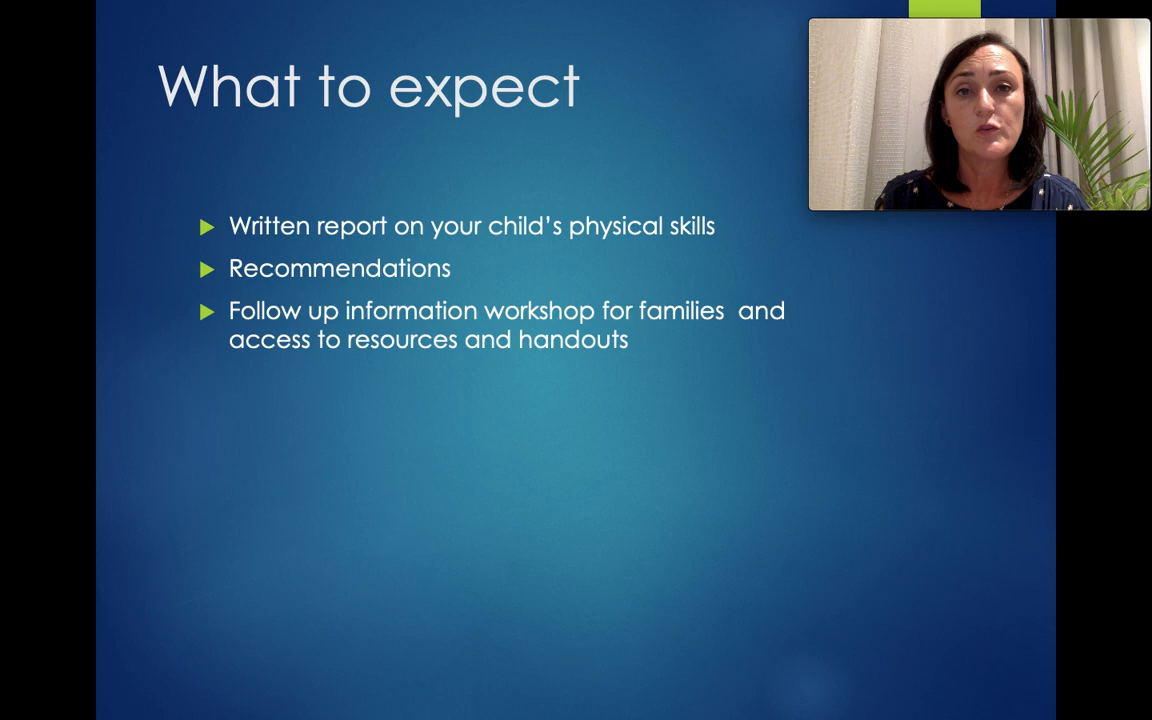 What to expect
Written report on your child’s physical skills
Recommendations
Follow up information workshop for families  and
access to resources and handouts